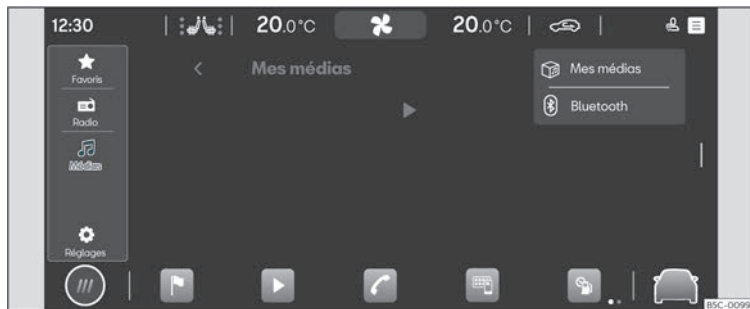 12:30
20.0°C
20.0°C
Favoris
Radio
Médias
Réglages
Mes médias
Mes médias
Bluetooth
B5C-0099